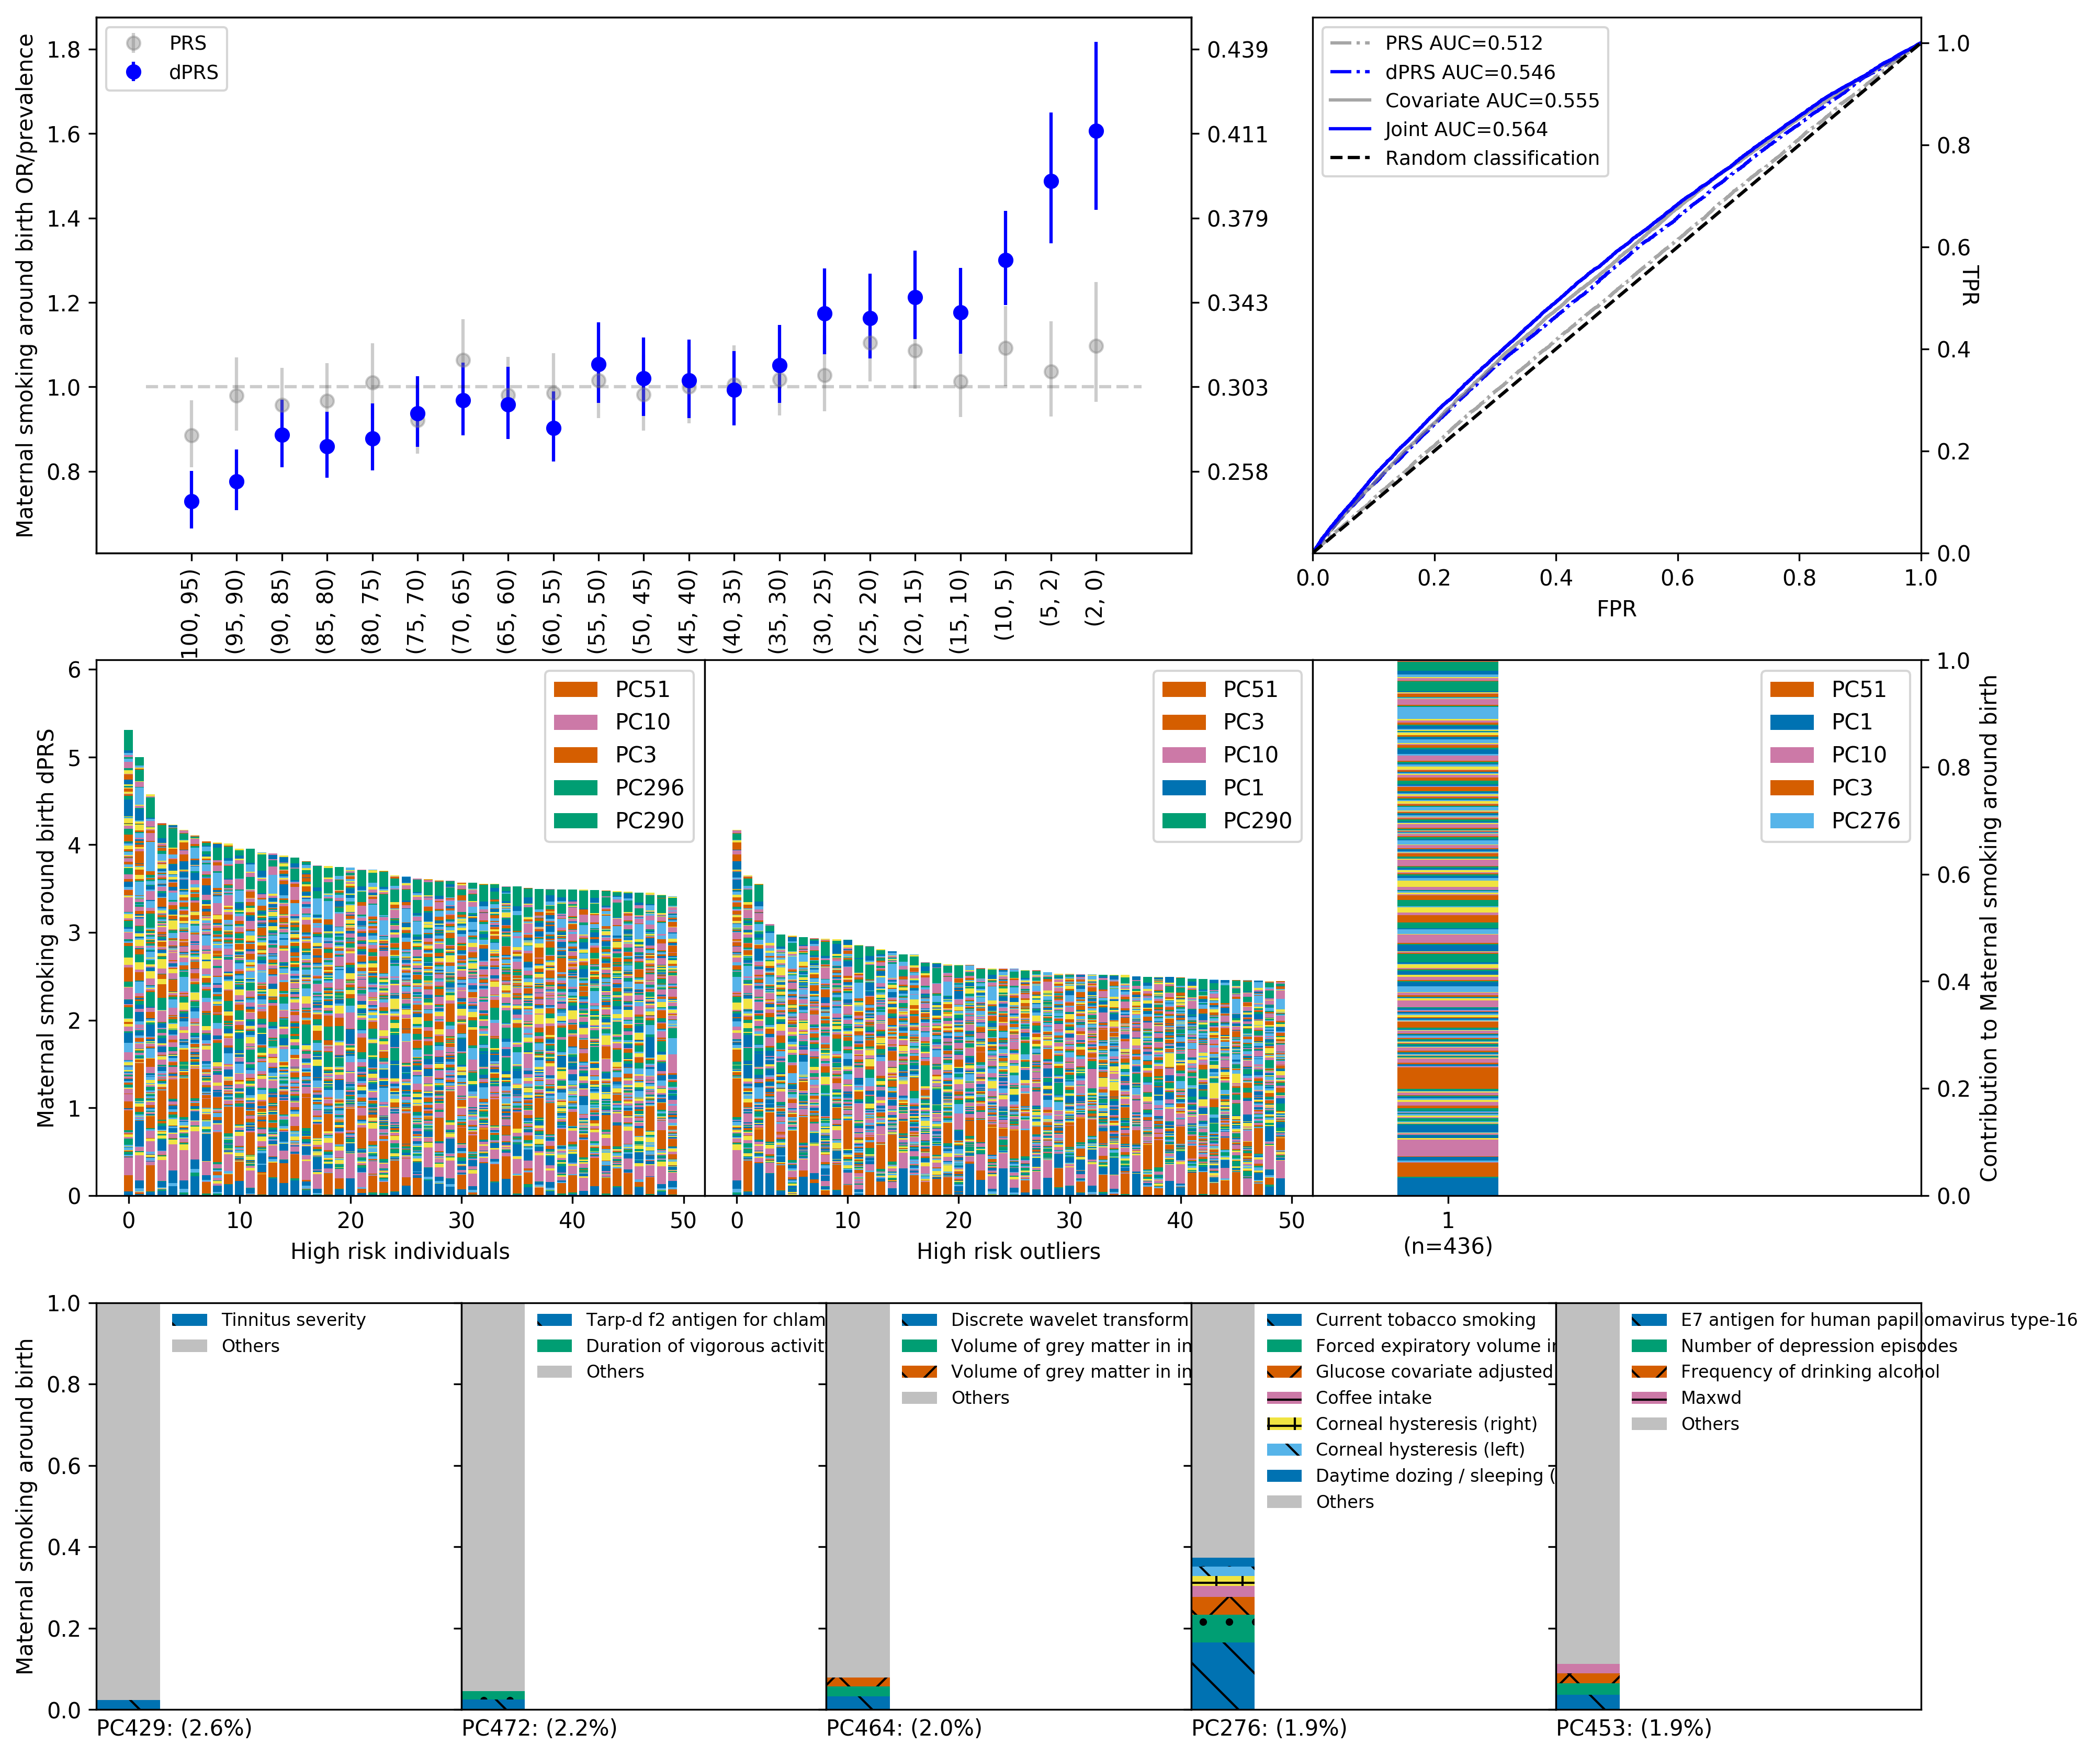 PRS
dPRS
Maternal smoking around birth OR/prevalence
1.8
1.6
1.4
1.2
1.0
0.8
0.439
0.411
0.379
0.343
0.303
0.258
100, 95)
(95, 90)
(90, 85)
(85, 80)
(80, 75)
(75, 70)
(70, 65)
(65, 60)
(60, 55)
(55, 50)
(50, 45)
(45, 40)
(40, 35)
(35, 30)
(30, 25)
(25, 20)
(20, 15)
(15, 10)
(10, 5)
(5, 2)
(2, 0)
PRS AUC=0.512
dPRS AUC=0.546
Covariate AUC=0.555
Joint AUC=0.564
Random classification
1.0
0.8
0.6
0.4
0.2
0.0
TPR
0.0 0.2 0.4 0.6 0.8 1.0
FPR
Maternal smoking around birth dPRS
6
5
4
3
2
1
0
PC51
PC10
PC3
PC296
PC290
0 10 20 30 40 50
High risk individuals
PC51
PC3
PC10
PC1
PC290
0 10 20 30 40 50
High risk outliers
PC51
PC1
PC10
PC3
PC276
1
(n=436)
1.0
0.8
0.6
0.4
0.2
0.0
Contribution to Maternal smoking around birth
Maternal smoking around birth
1.0
0.8
0.6
0.4
0.2
0.0
Tinnitus severity
Others
PC429: (2.6%)
Tarp-d f2 antigen for chlam
Duration of vigorous activit
Others
PC472: (2.2%)
Discrete wavelet transform
Volume of grey matter in in
Volume of grey matter in in
Others
PC464: (2.0%)
Current tobacco smoking
Forced expiratory volume i
Glucose covariate adjusted
Coffee intake
Corneal hysteresis (right)
Corneal hysteresis (left)
Daytime dozing / sleeping (
Others
PC276: (1.9%)
E7 antigen for human papillomavirus type-16
Number of depression episodes
Frequency of drinking alcohol
Maxwd
Others
PC453: (1.9%)